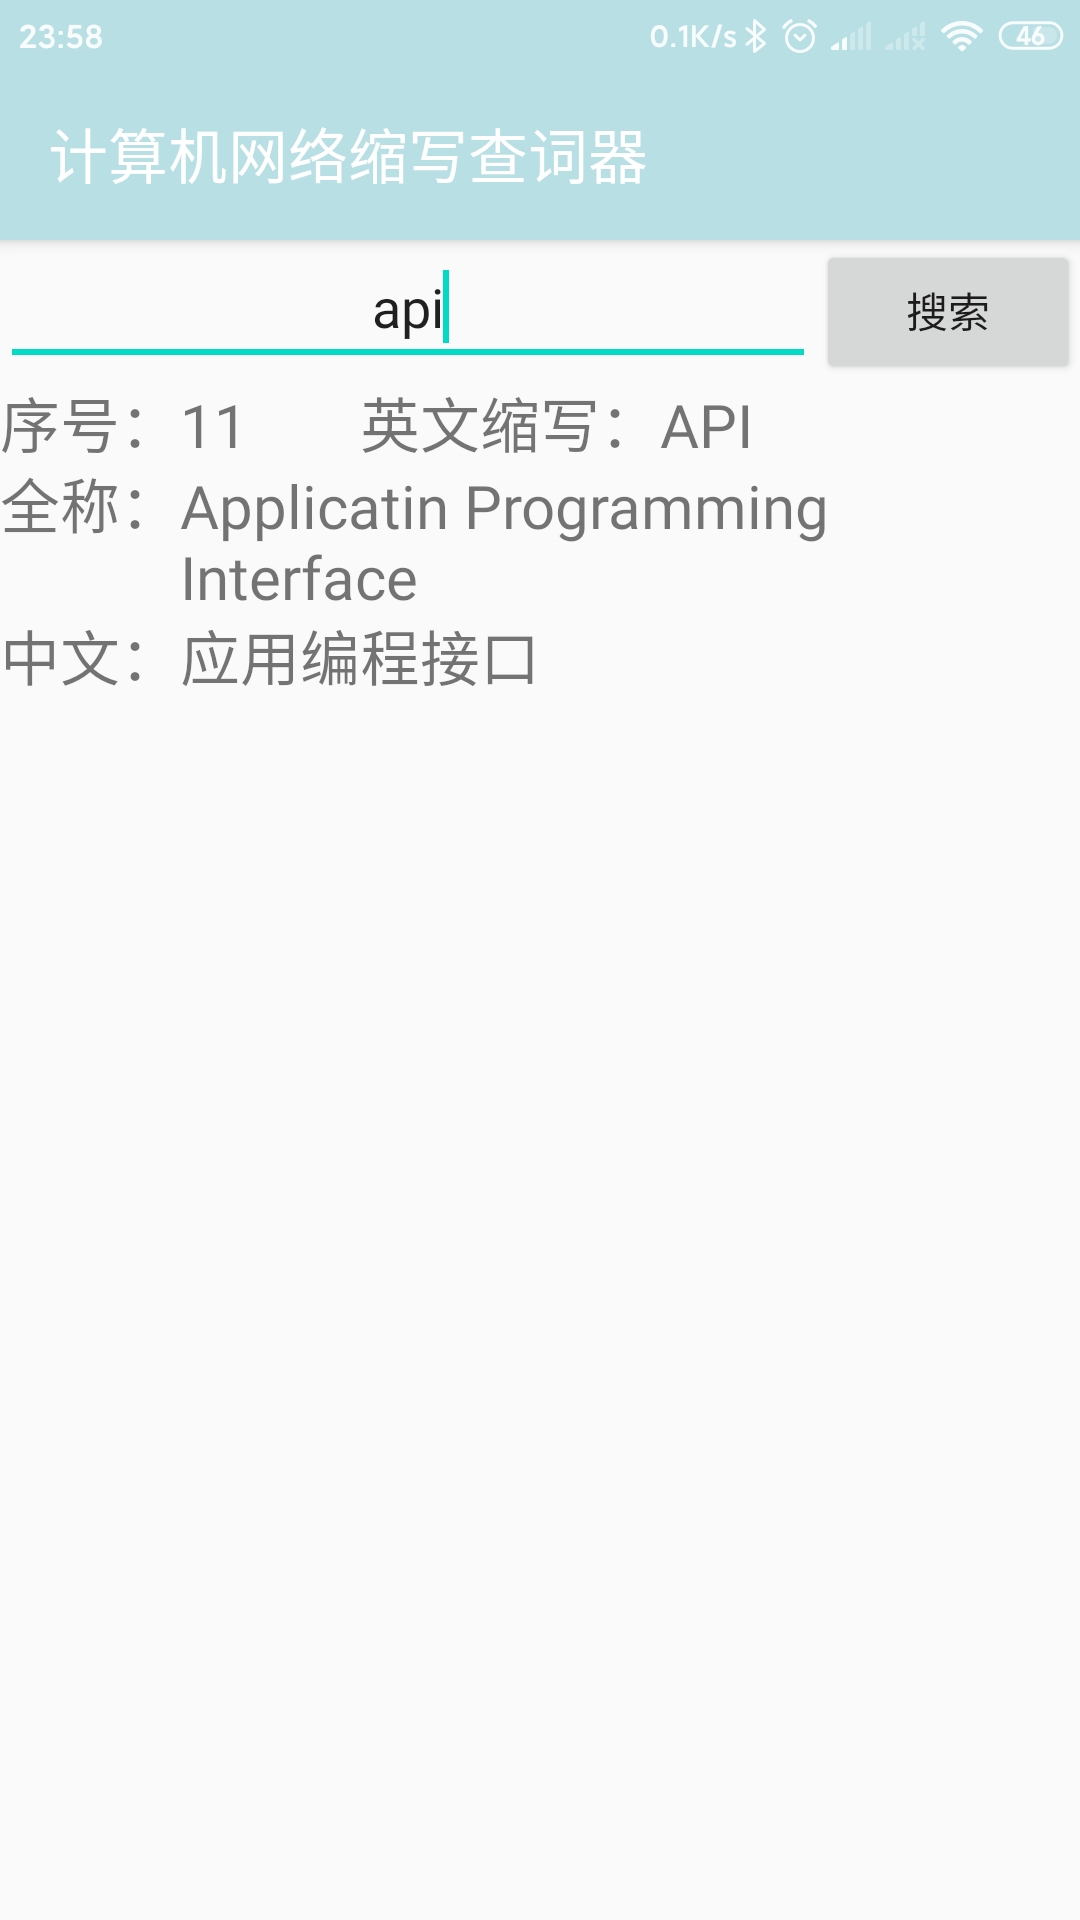 23:58 0.1K/s 46
计算机网络缩写查词器
api 搜索
序号：11 英文缩写：API
全称：Applicatin Programming
Interface
中文：应用编程接口